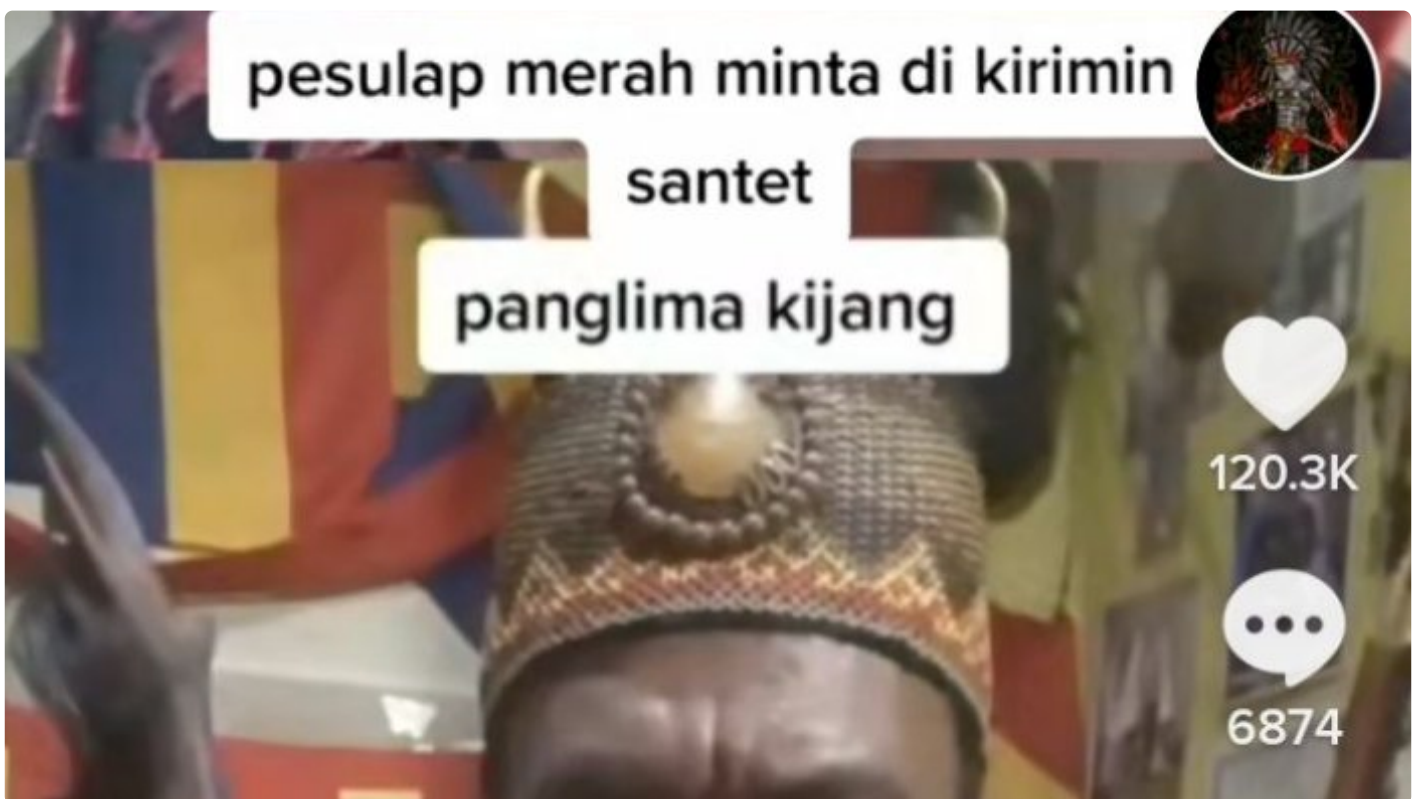 pesulap merah minta di kirimin
santet
panglima kijang
120.3K
6874